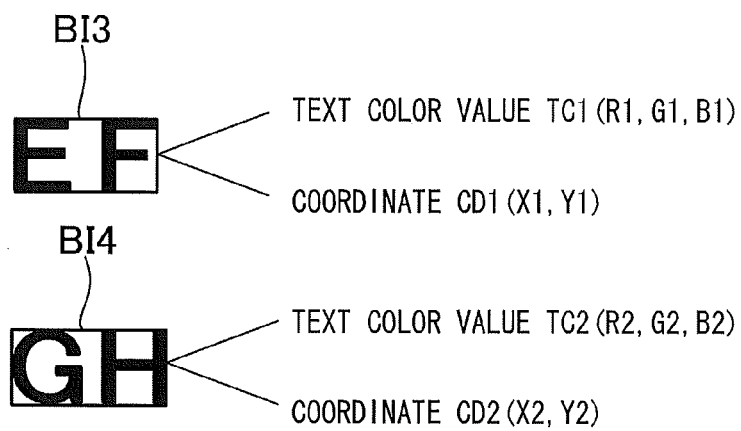 BI3
EF
TEXT COLOR VALUE TC1(R1, G1, B1)
COORDINATE CD1(X1, Y1)
BI4
GH
TEXT COLOR VALUE TC2(R2, G2, B2)
COORDINATE CD2(X2, Y2)